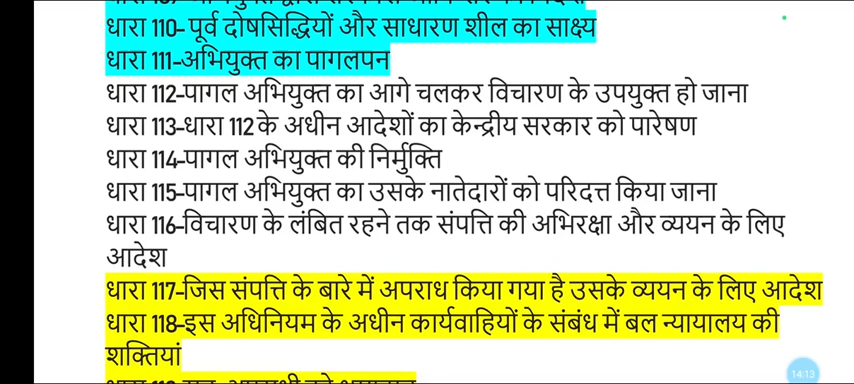 धारा 110- पूर्व दोषसिद्धियों और साधारण शील का साक्ष्य
धारा 111-अभियुक्त का पागलपन
धारा 112-पागल अभियुक्त का आगे चलकर विचारण के उपयुक्त हो जाना
धारा 113-धारा 112 के अधीन आदेशों का केन्द्रीय सरकार को पारेषण
धारा 114-पागल अभियुक्त की निर्मुक्ति
धारा 115-पागल अभियुक्त का उसके नातेदारों को परिदत्त किया जाना
धारा 116-विचारण के लंबित रहने तक संपत्ति की अभिरक्षा और व्ययन के लिए
आदेश
धारा 117-जिस संपत्ति के बारे में अपराध किया गया है उसके व्ययन के लिए आदेश
धारा 118-इस अधिनियम के अधीन कार्यवाहियों के संबंध में बल न्यायालय की
शक्तियां
14:13